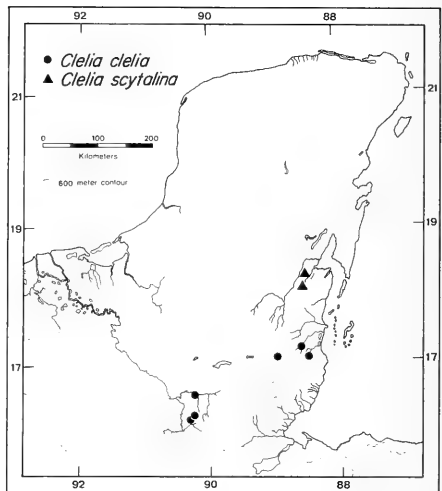 92 90 88
● Clelia clelia
▲ Clelia scytalina
21 21
0 100 200
Kilometers
600 meter contour
19 19
17 17
92 90 88